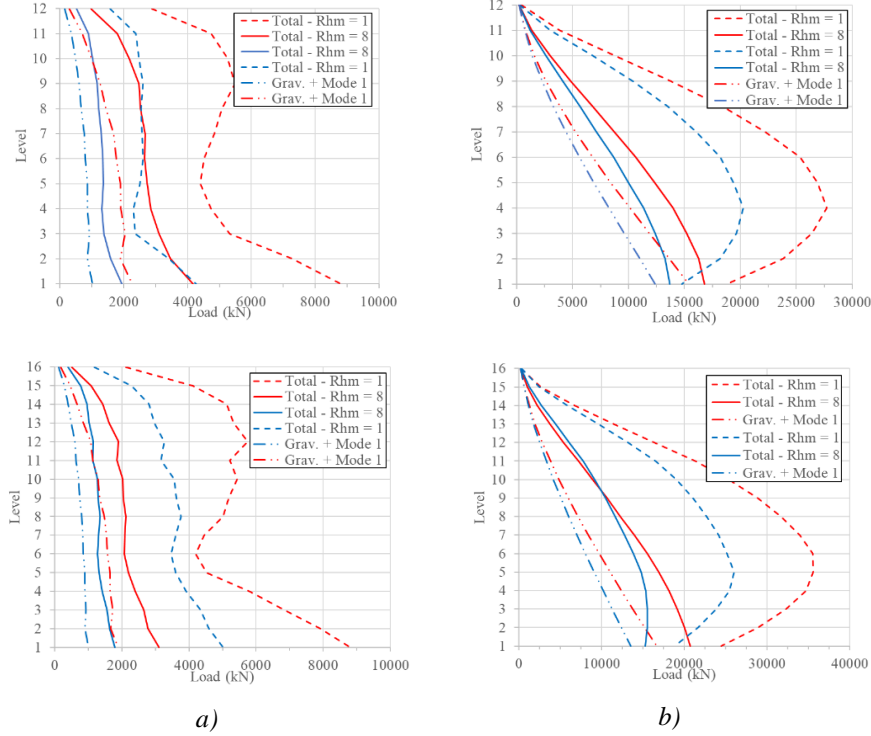 12
11
10
9
8
7
6
5
4
3
2
1
Level
Total - Rhm = 1
Total - Rhm = 8
Total - Rhm = 8
Total - Rhm = 1
Grav. + Mode 1
Grav. + Mode 1
0 2000 4000 6000 8000 10000
Load (kN)
12
11
10
9
8
7
6
5
4
3
2
1
Level
Total - Rhm = 1
Total - Rhm = 8
Total - Rhm = 1
Total - Rhm = 8
Grav. + Mode 1
Grav. + Mode 1
0 5000 10000 15000 20000 25000 30000
Load (kN)
16
15
14
13
12
11
10
9
8
7
6
5
4
3
2
1
Level
Total - Rhm = 1
Total - Rhm = 8
Total - Rhm = 8
Total - Rhm = 1
Grav. + Mode 1
Grav. + Mode 1
0 2000 4000 6000 8000 10000
Load (kN)
16
15
14
13
12
11
10
9
8
7
6
5
4
3
2
1
Level
Total - Rhm = 1
Total - Rhm = 8
Grav. + Mode 1
Total - Rhm = 1
Total - Rhm = 8
Grav. + Mode 1
0 10000 20000 30000 40000
Load (kN)
a) b)